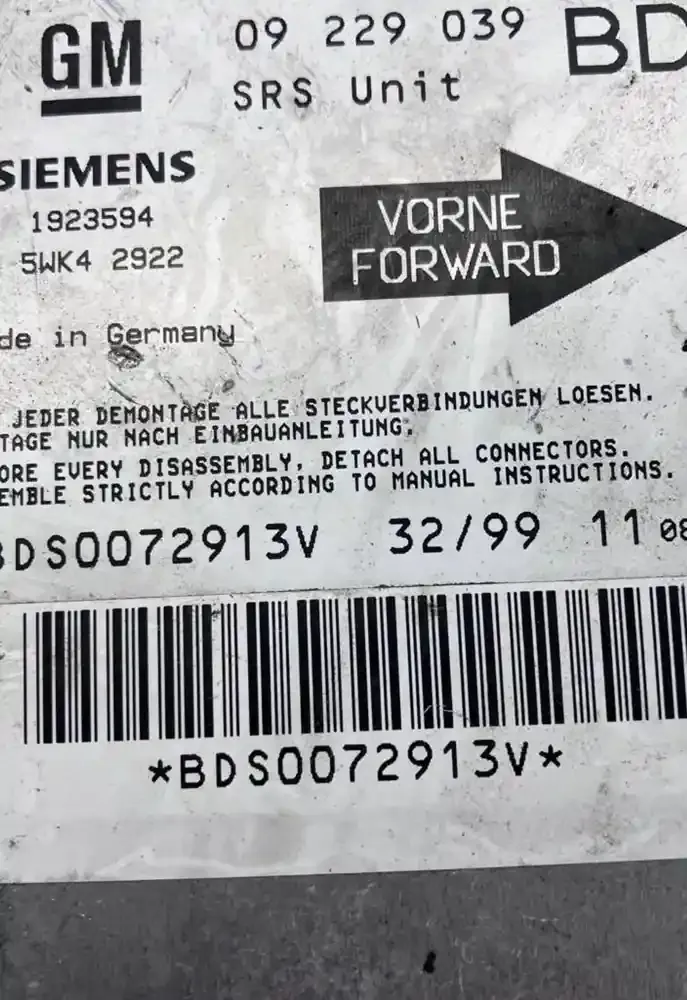 GM 09 229 039 BD
SRS Unit
SIEMENS
1923594
5WK4 2922
VORNE
FORWARD
de in Germany
JEDER DEMONTAGE ALLE STECKVERBINDUNGEN LOESEN.
TAGE NUR NACH EINBAUANLEITUNG.
ORE EVERY DISASSEMBLY, DETACH ALL CONNECTORS.
EMBLE STRICTLY ACCORDING TO MANUAL INSTRUCTIONS.
BDS0072913V 32/99 11 08
*BDS0072913V*